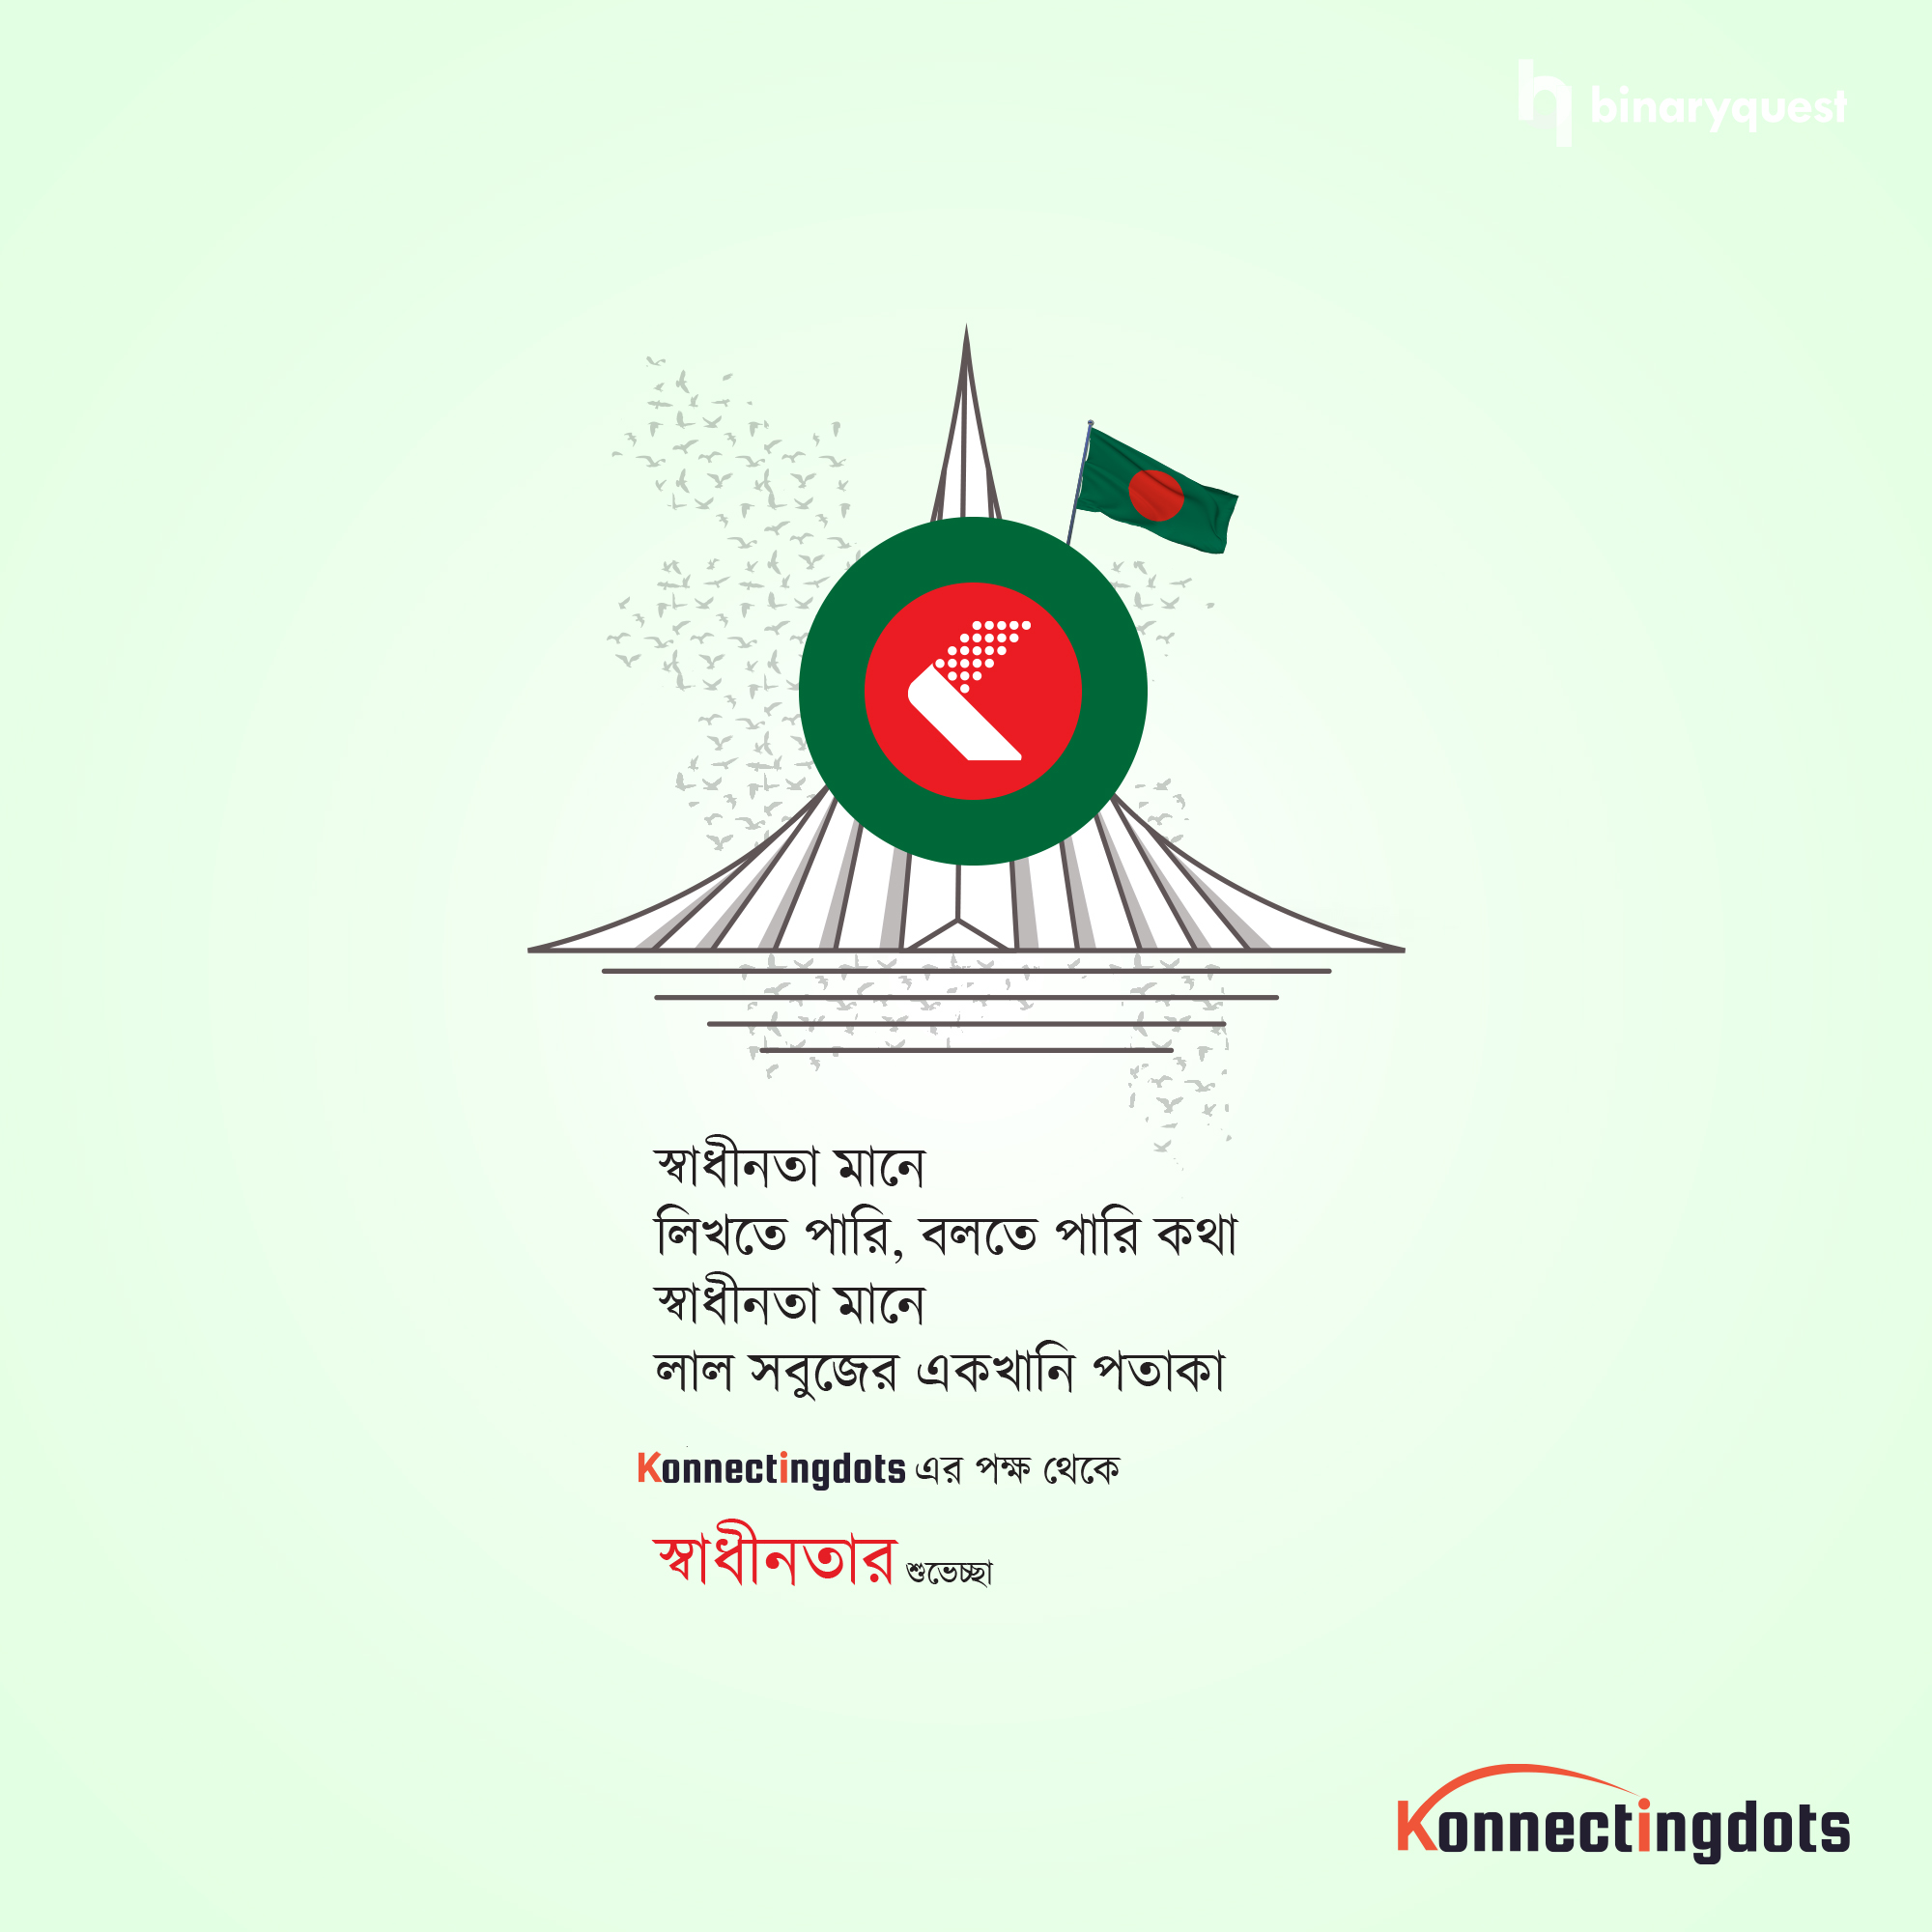 binaryquest
স্বাধীনতা মানে
লিখতে পারি, বলতে পারি কথা
স্বাধীনতা মানে
লাল সবুজের একখানি পতাকা
Konnectingdots এর পক্ষ থেকে
স্বাধীনতার শুভেচ্ছা
Konnectingdots